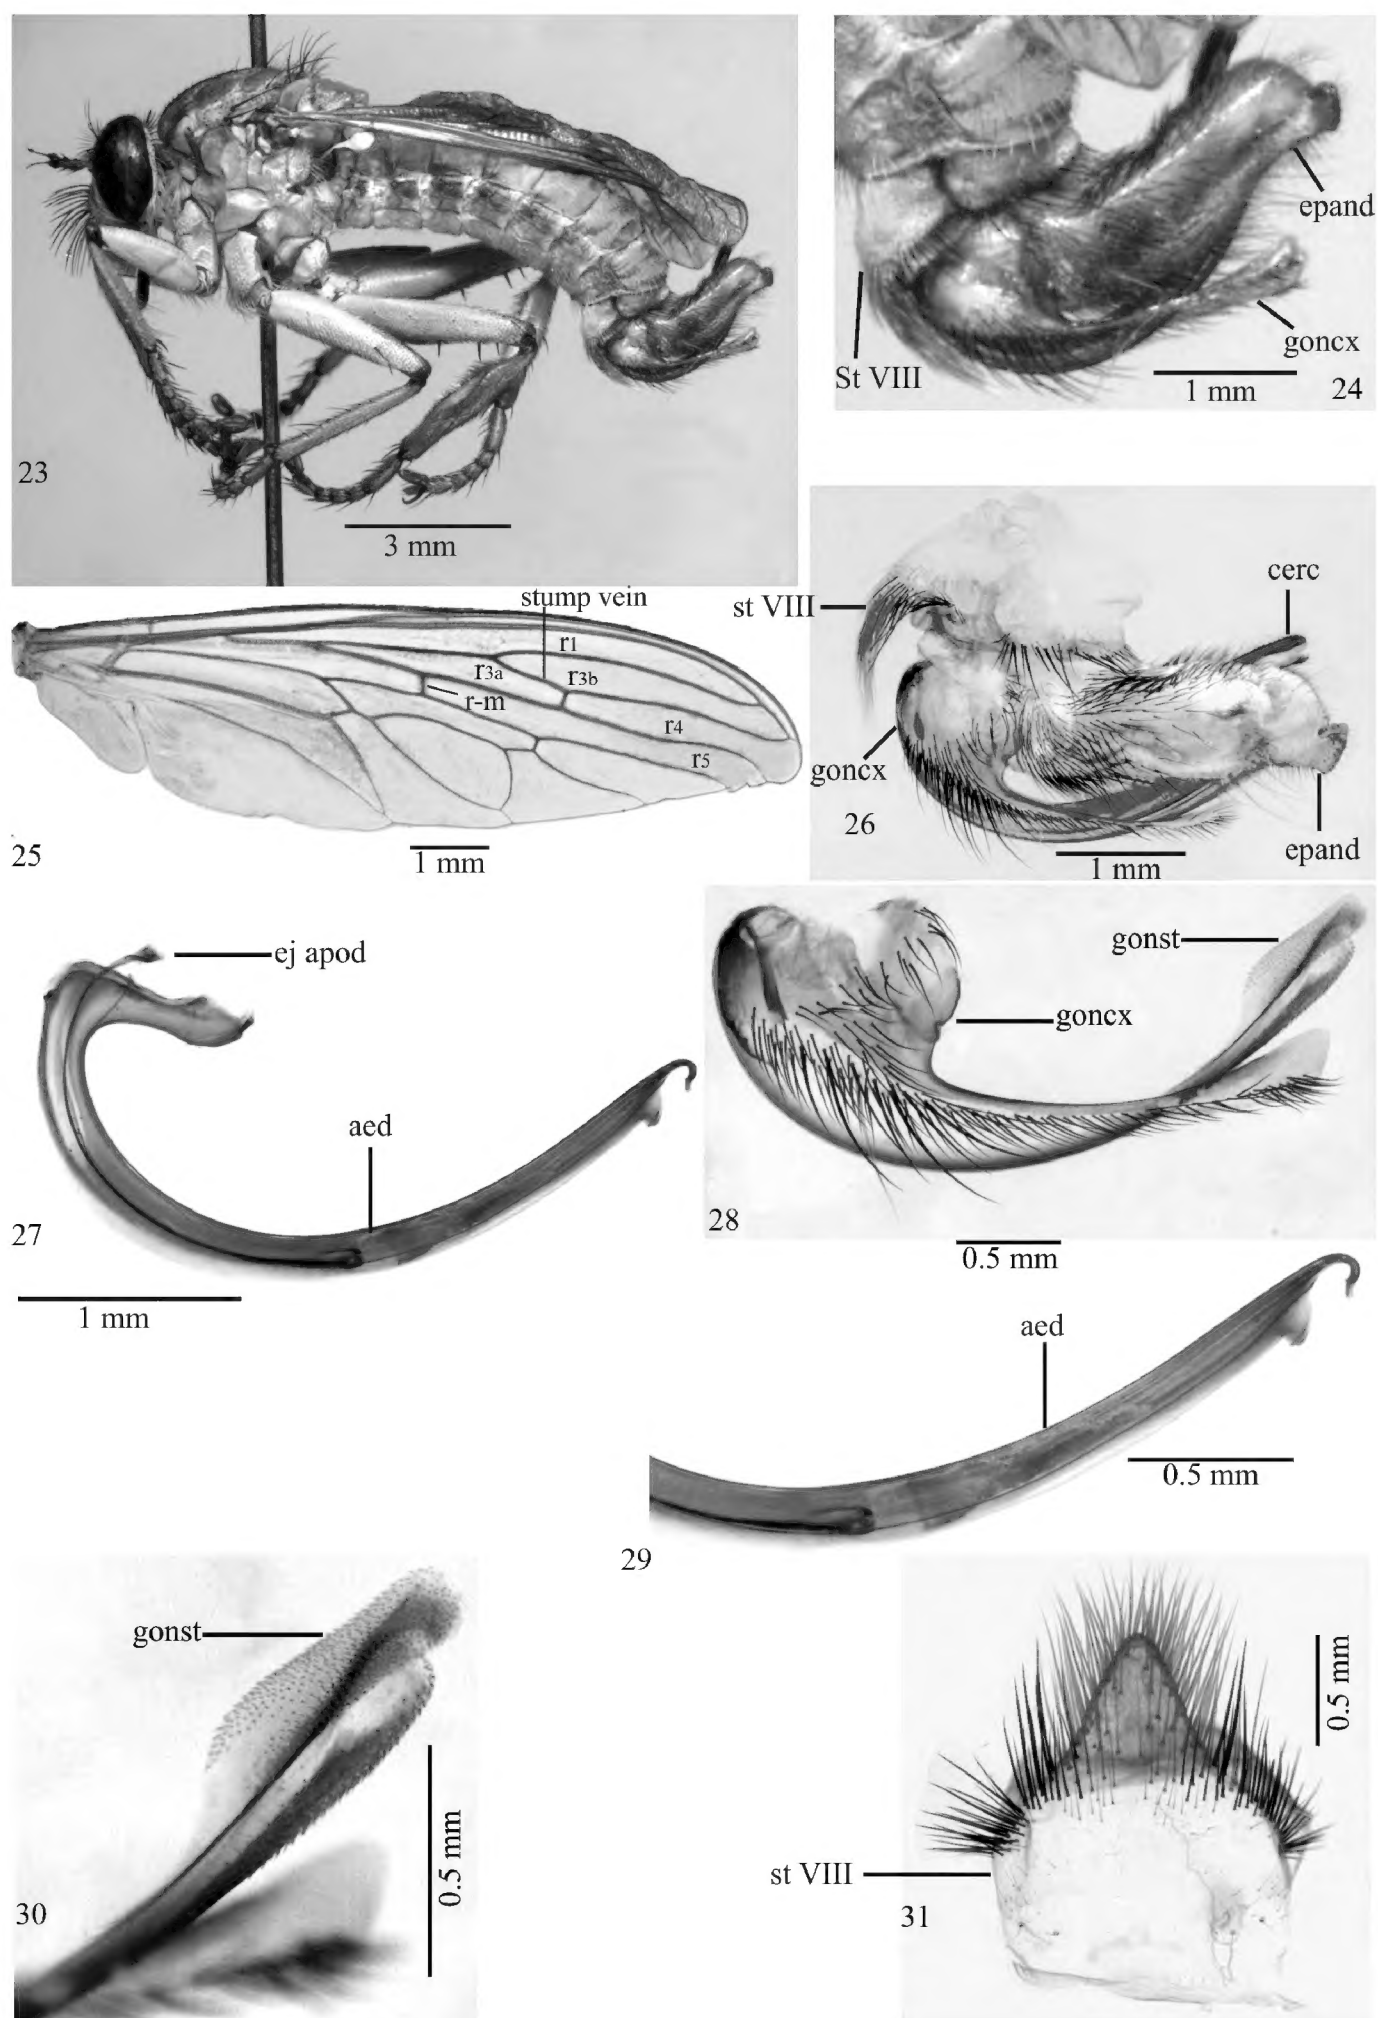 23
3 mm
epand
goncx
St VIII
1 mm
24
stump vein
r1
r3a
r3b
r-m
r4
r5
25
1 mm
st VIII
cerc
goncx
26
epand
1 mm
ej apod
aed
27
1 mm
gonst
goncx
28
0.5 mm
aed
0.5 mm
29
gonst
0.5 mm
30
0.5 mm
st VIII
31